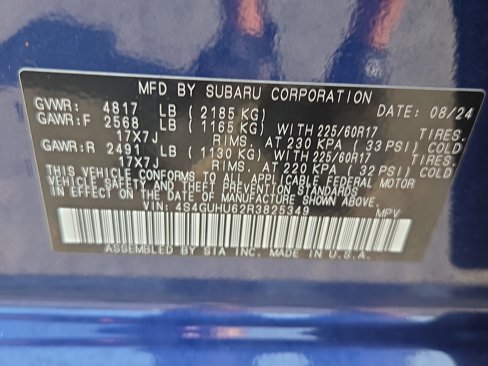 MFD BY SUBARU CORPORATION
GVWR: 4817 LB ( 2185 KG) DATE: 08/24
GAWR:F 2568 LB ( 1165 KG) WITH 225/60R17 TIRES.
17X7J RIMS. AT 230 KPA ( 33 PSI) COLD
GAWR:R 2491 LB ( 1130 KG) WITH 225/60R17 TIRES.
17X7J RIMS. AT 220 KPA ( 32 PSI) COLD
THIS VEHICLE CONFORMS TO ALL APPLICABLE FEDERAL MOTOR
VEHICLE SAFETY AND THEFT PREVENTION STANDARDS
IN EFFECT ON THE DATE OF MANUFACTURE SHOWN ABOVE.
VIN: 4S4GUHU62R3825349 MPV
ASSEMBLED BY SIA INC. MADE IN U.S.A.